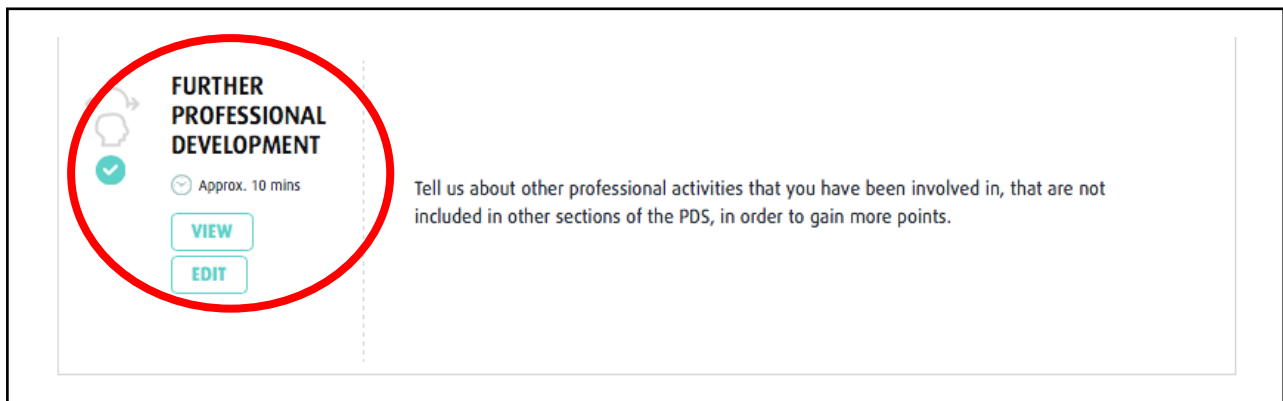 FURTHER
PROFESSIONAL
DEVELOPMENT
Approx. 10 mins
VIEW
EDIT
Tell us about other professional activities that you have been involved in, that are not
included in other sections of the PDS, in order to gain more points.